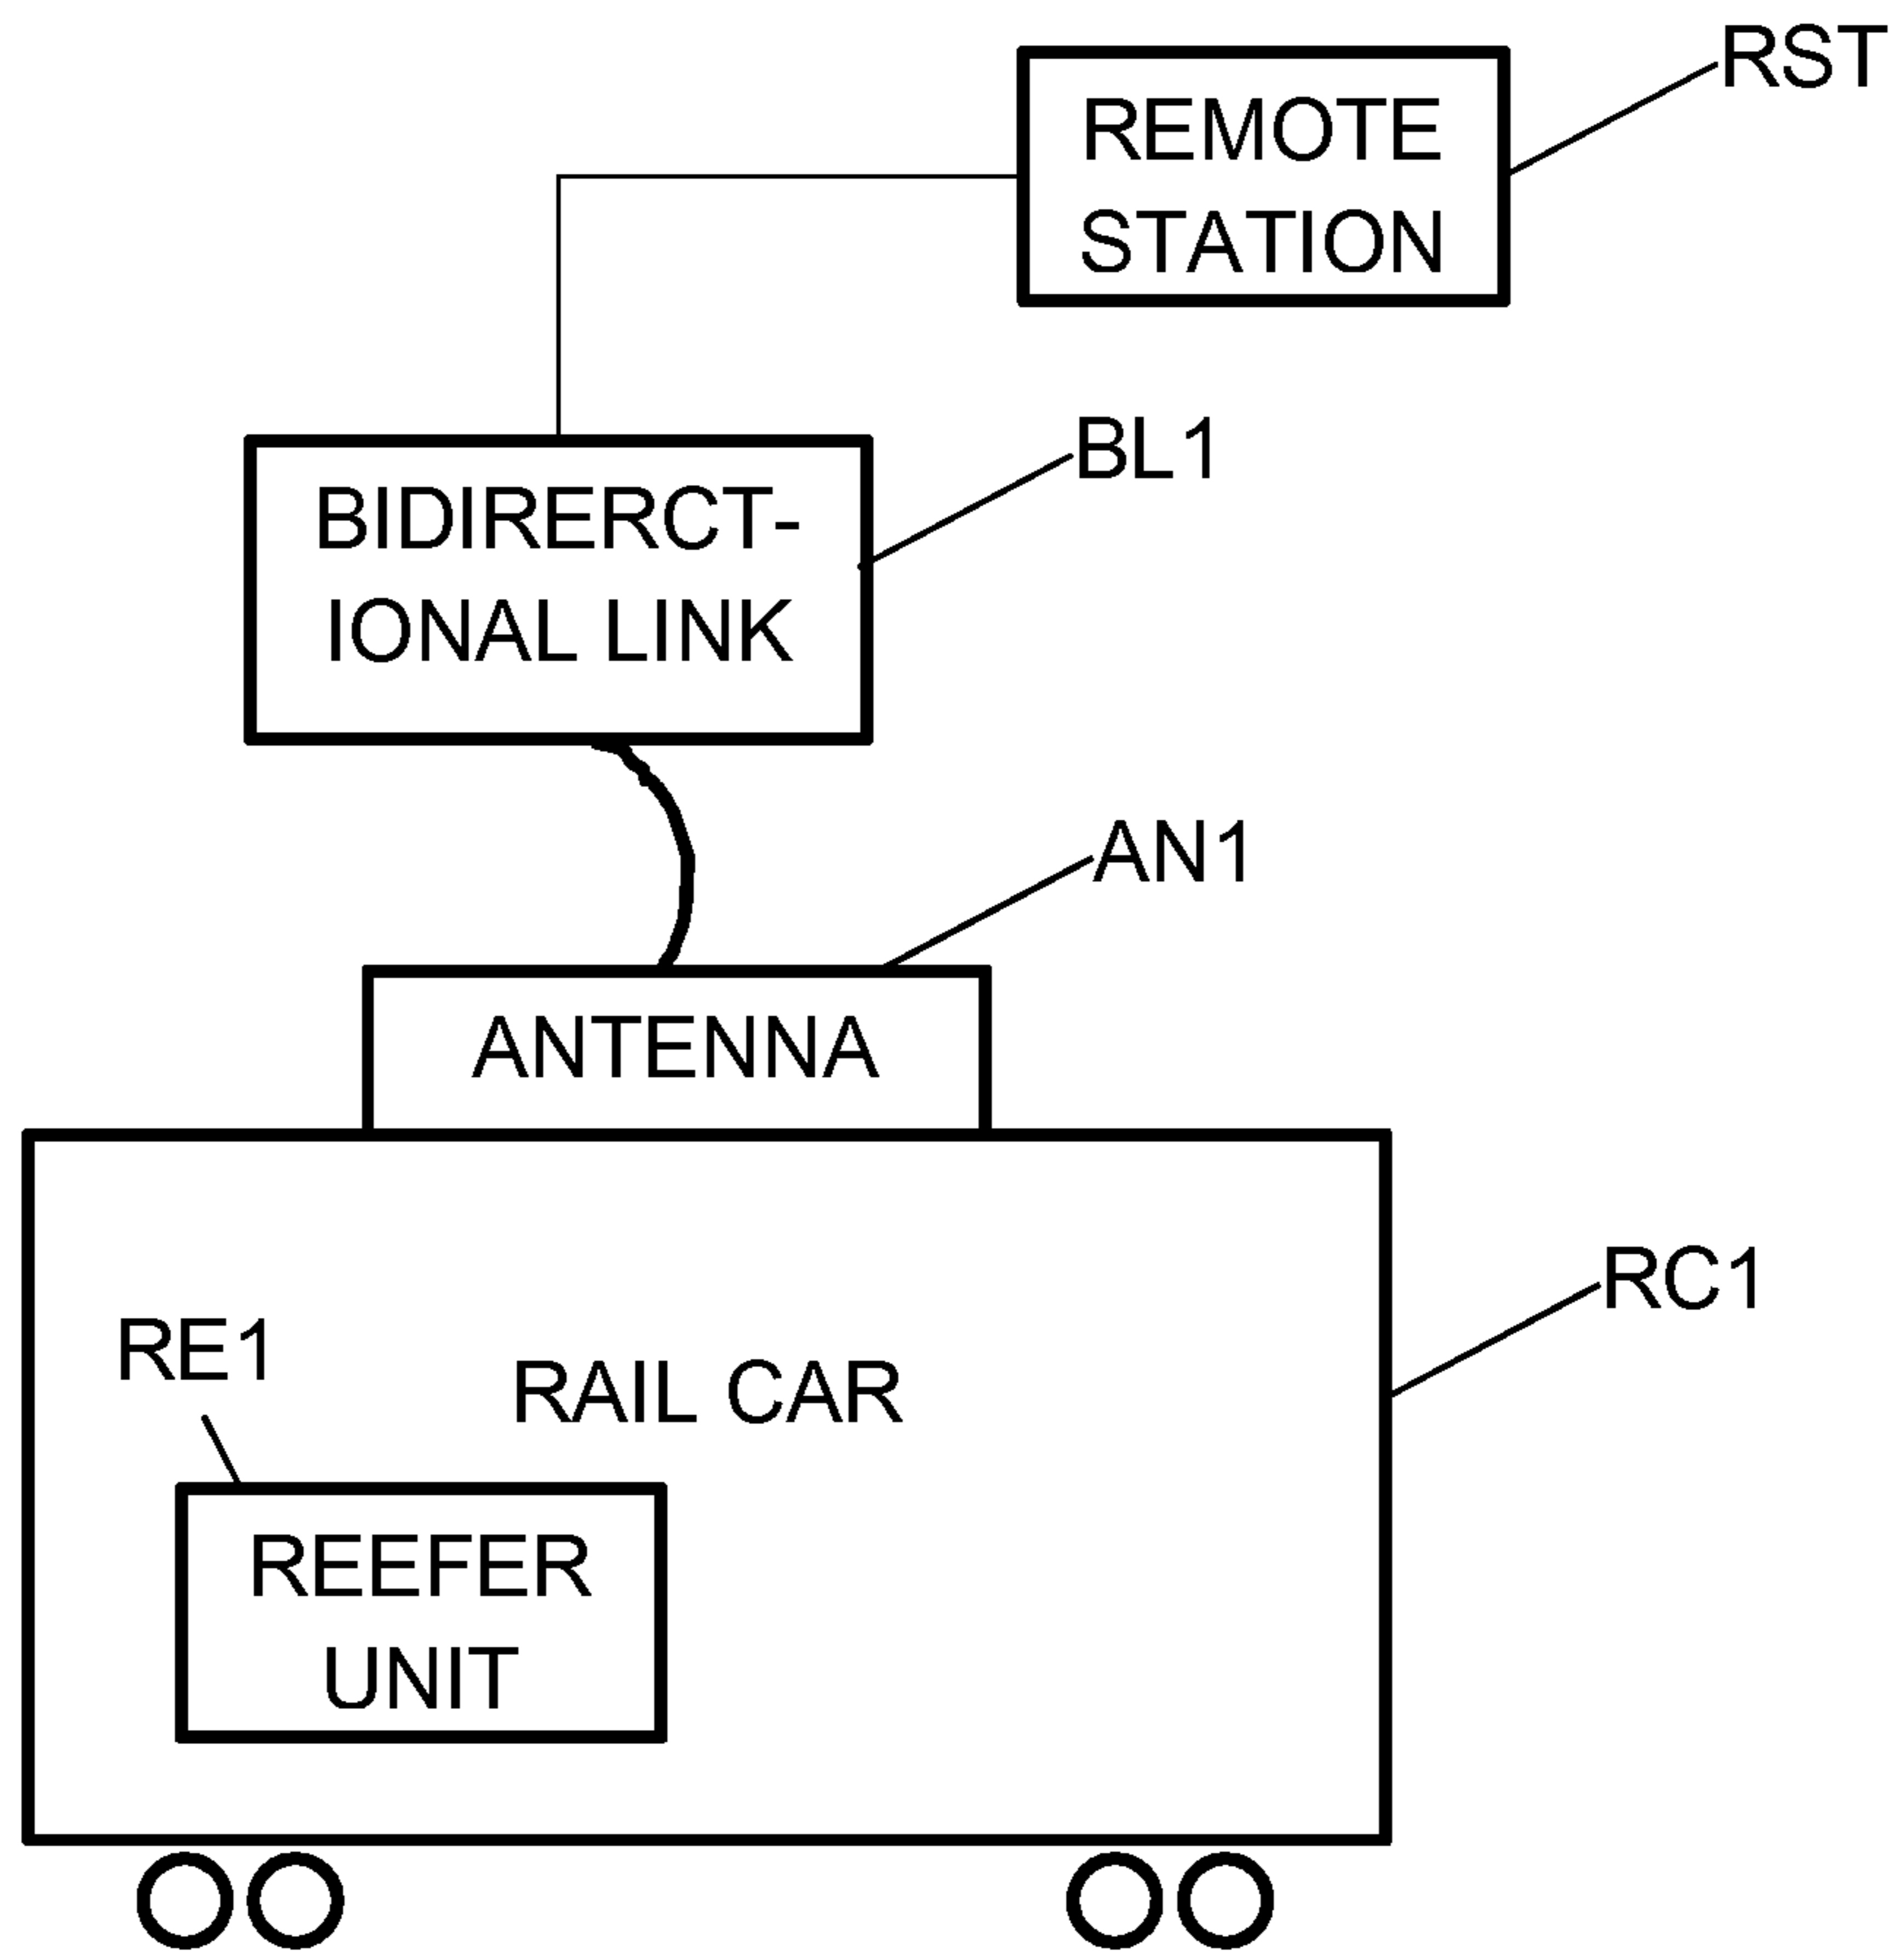 RST
REMOTE
STATION
BL1
BIDIRERCT-
IONAL LINK
AN1
ANTENNA
RC1
RE1
RAIL CAR
REEFER
UNIT